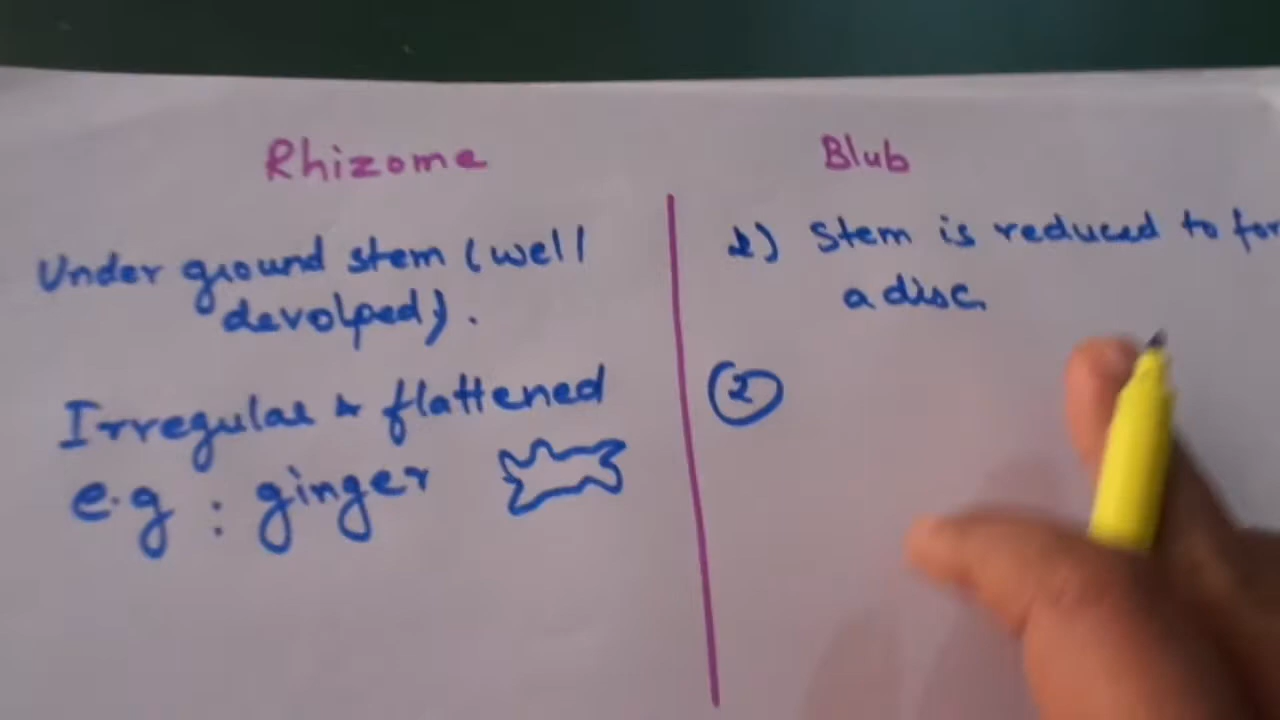 Rhizome
Under ground stem (well
devolped).
Irregular & flattened
e.g : ginger
Blub
1) Stem is reduced to for
a disc
2